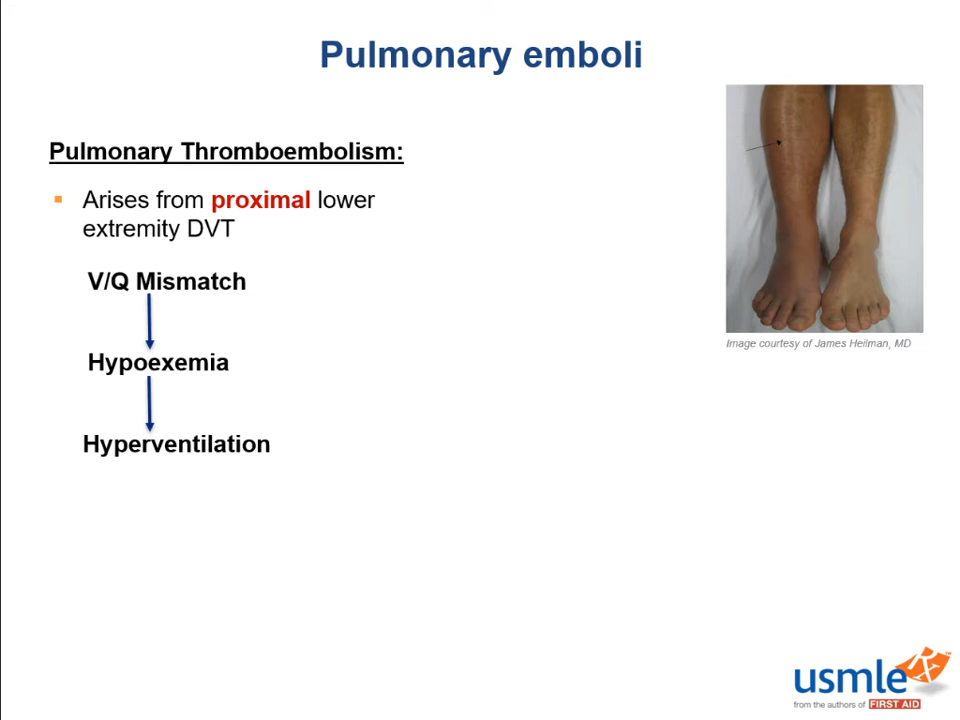 Pulmonary emboli
Pulmonary Thromboembolism:
Arises from proximal lower
extremity DVT
V/Q Mismatch
Hypoexemia
Hyperventilation
Image courtesy of James Heilman, MD
usmle Rx™
from the authors of FIRST AID